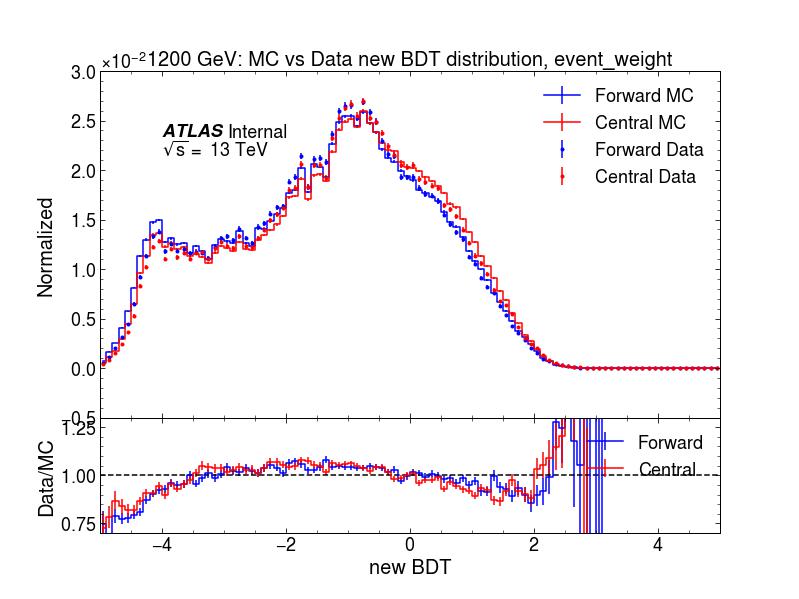 ×10⁻²1200 GeV: MC vs Data new BDT distribution, event_weight
3.0
2.5
2.0
1.5
1.0
0.5
0.0
−0.5
Normalized
ATLAS Internal
√s = 13 TeV
Forward MC
Central MC
Forward Data
Central Data
1.25
1.00
0.75
Data/MC
Forward
Central
−4
−2
0
2
4
new BDT